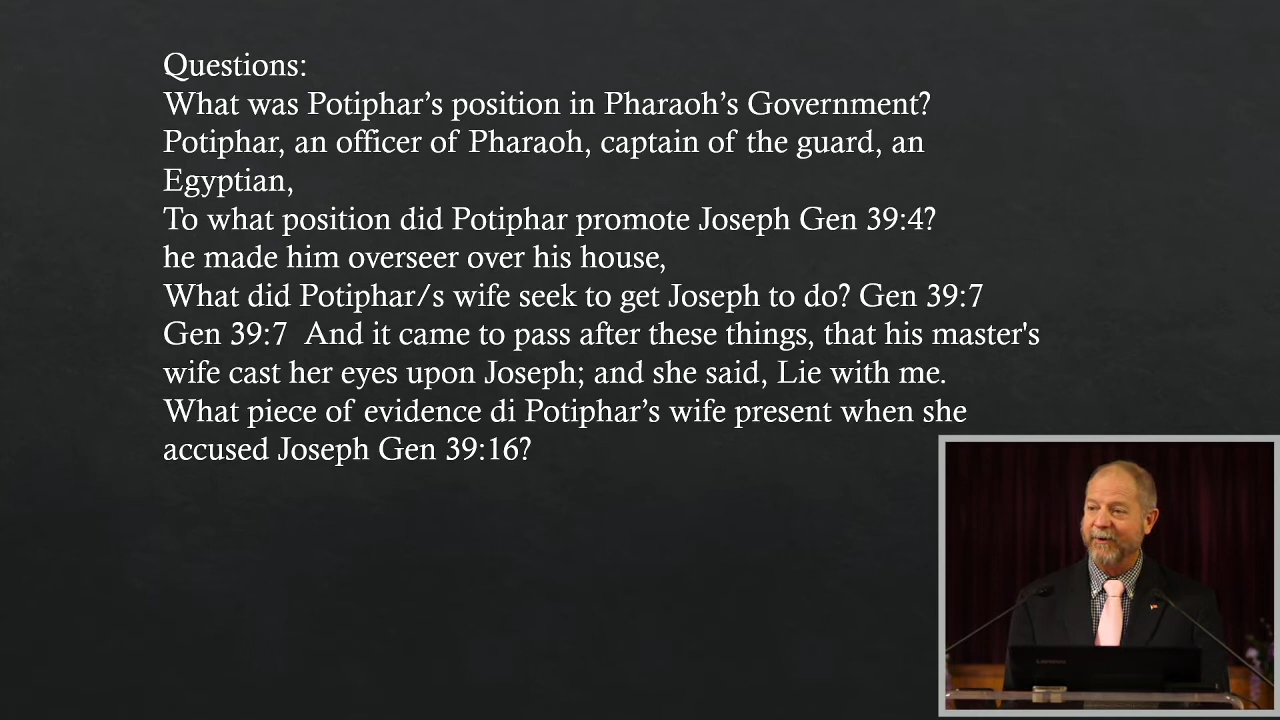 Questions:
What was Potiphar’s position in Pharaoh’s Government?
Potiphar, an officer of Pharaoh, captain of the guard, an
Egyptian,
To what position did Potiphar promote Joseph Gen 39:4?
he made him overseer over his house,
What did Potiphar/s wife seek to get Joseph to do? Gen 39:7
Gen 39:7  And it came to pass after these things, that his master's
wife cast her eyes upon Joseph; and she said, Lie with me.
What piece of evidence di Potiphar’s wife present when she
accused Joseph Gen 39:16?
Lenovo